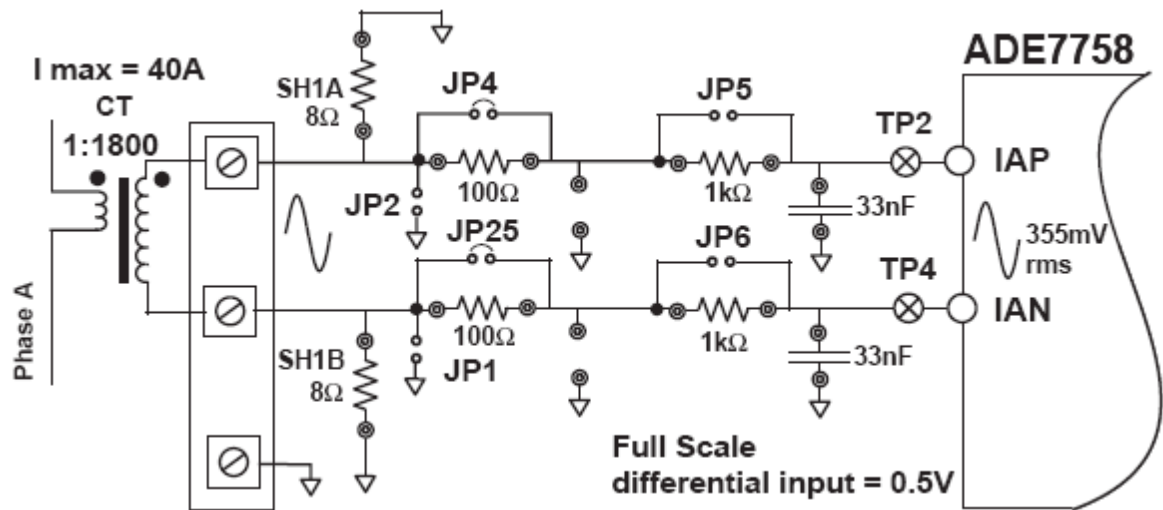 ADE7758
I max = 40A
CT
1:1800
SH1A
8Ω
JP4
JP5
TP2
IAP
100Ω
1kΩ
33nF
JP2
JP25
JP6
TP4
355mV
rms
IAN
Phase A
SH1B
8Ω
100Ω
JP1
1kΩ
33nF
Full Scale
differential input = 0.5V